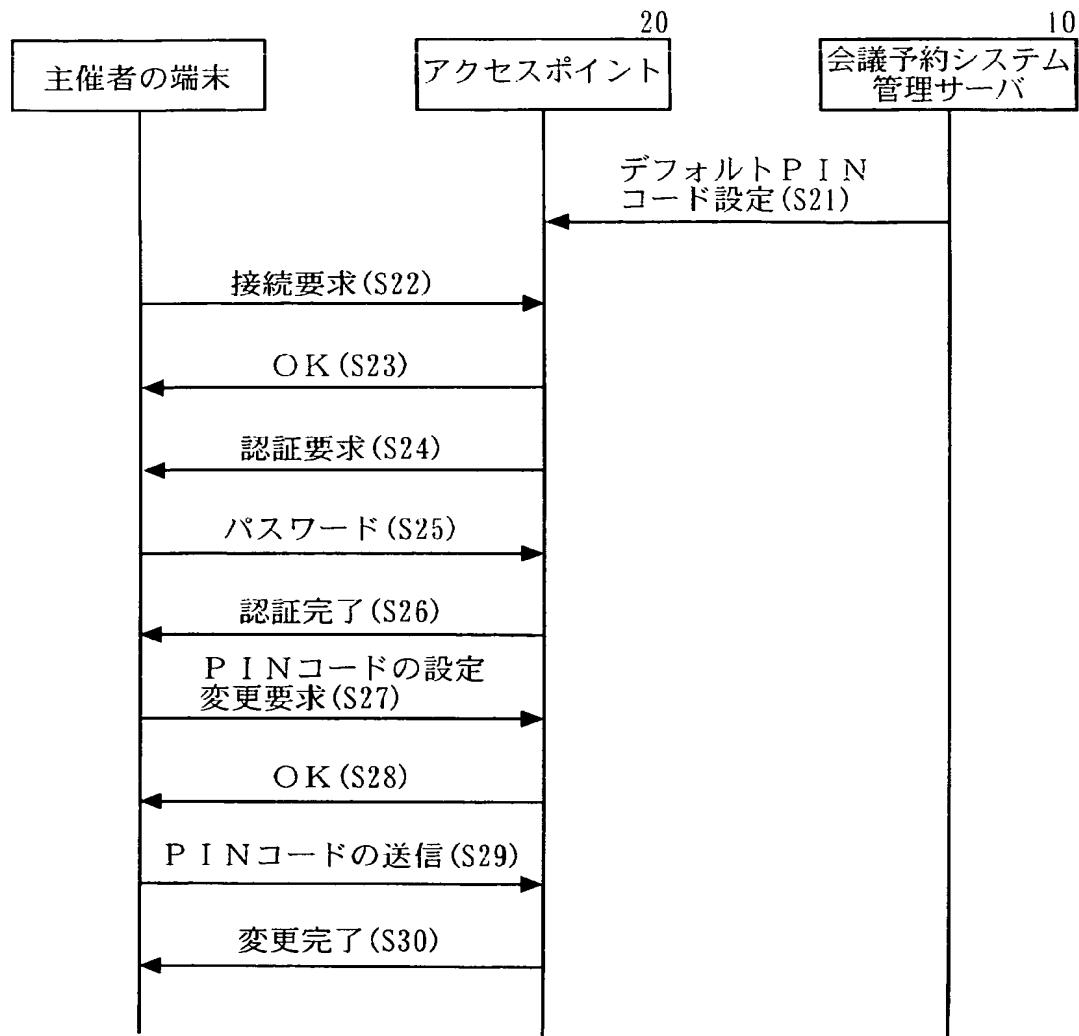 20
10
主催者の端末
アクセスポイント
会議予約システム
管理サーバ
デフォルトＰＩＮ
コード設定(S21)
接続要求(S22)
ＯＫ(S23)
認証要求(S24)
パスワード(S25)
認証完了(S26)
ＰＩＮコードの設定
変更要求(S27)
ＯＫ(S28)
ＰＩＮコードの送信(S29)
変更完了(S30)